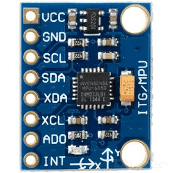 VCC
GND
SCL
SDA
XDA
XCL
ADO
INT
ITG/MPU
X
Y